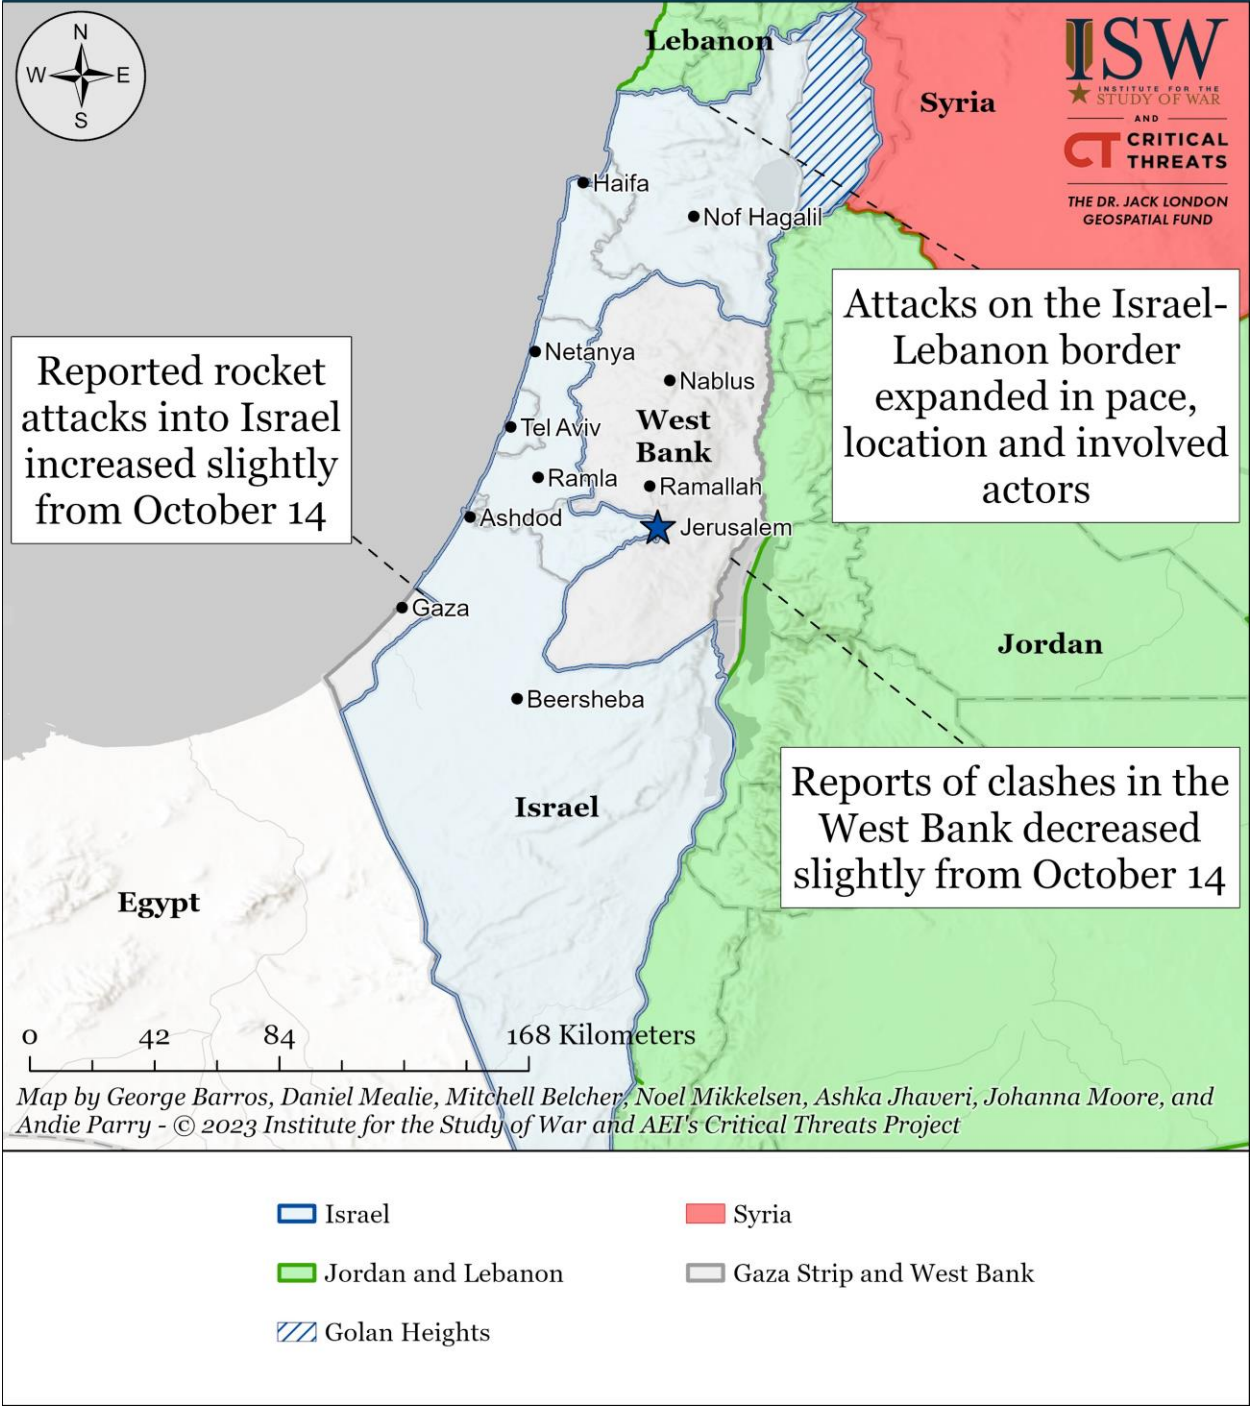 N
W
E
S
Lebanon
Syria
ISW
INSTITUTE FOR THE
STUDY OF WAR
AND
CT CRITICAL
THREATS
THE DR. JACK LONDON
GEOSPATIAL FUND
Haifa
Nof Hagalil
Attacks on the Israel-
Lebanon border
expanded in pace,
location and involved
actors
Reported rocket
attacks into Israel
increased slightly
from October 14
Netanya
Nablus
Tel Aviv
West
Bank
Ramla
Ramallah
Ashdod
Jerusalem
Gaza
Jordan
Beersheba
Reports of clashes in the
West Bank decreased
slightly from October 14
Israel
Egypt
0 42 84 168 Kilometers
Map by George Barros, Daniel Mealie, Mitchell Belcher, Noel Mikkelsen, Ashka Jhaveri, Johanna Moore, and
Andie Parry - © 2023 Institute for the Study of War and AEI's Critical Threats Project
Israel
Syria
Jordan and Lebanon
Gaza Strip and West Bank
Golan Heights